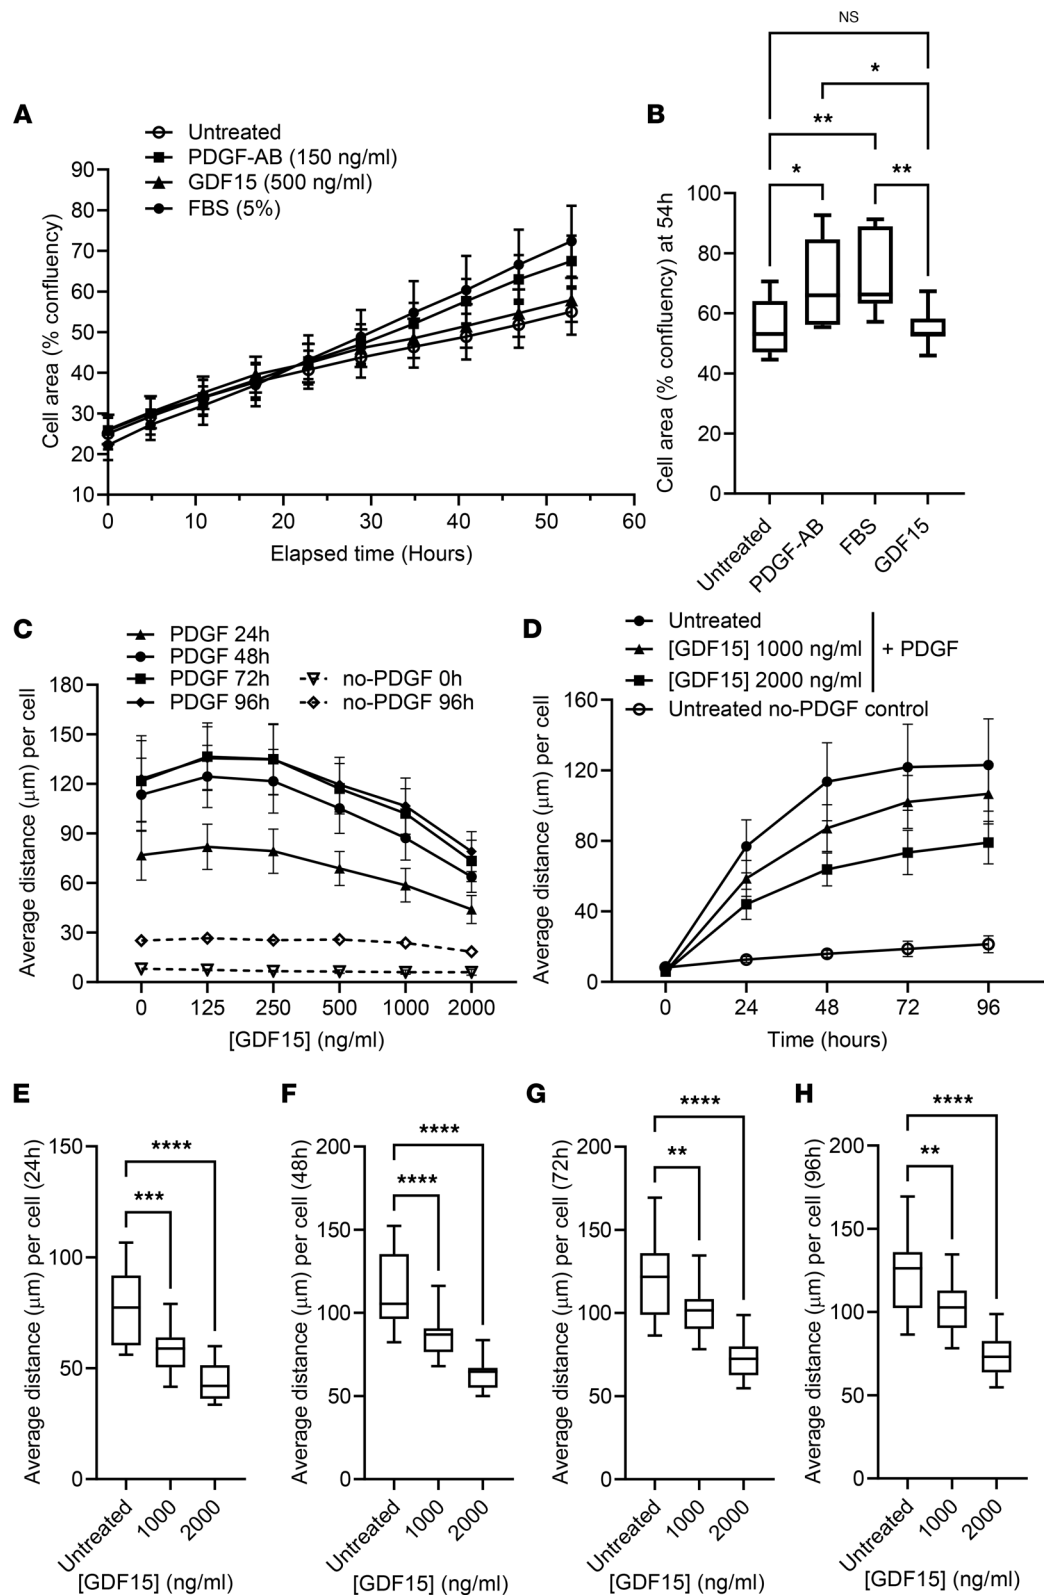 A
Untreated
PDGF-AB (150 ng/ml)
GDF15 (500 ng/ml)
FBS (5%)
Cell area (% confluency)
90
80
70
60
50
40
30
20
10
0 10 20 30 40 50 60
Elapsed time (Hours)
B
NS
*
**
* **
Cell area (% confluency) at 54h
100
80
60
40
20
0
Untreated PDGF-AB FBS GDF15
C
PDGF 24h
PDGF 48h
PDGF 72h no-PDGF 0h
PDGF 96h no-PDGF 96h
Average distance (μm) per cell
180
150
120
90
60
30
0
0 125 250 500 1000 2000
[GDF15] (ng/ml)
D
Untreated
[GDF15] 1000 ng/ml + PDGF
[GDF15] 2000 ng/ml
Untreated no-PDGF control
Average distance (μm) per cell
160
120
80
40
0
0 24 48 72 96
Time (hours)
E
Average distance (μm) per cell (24h)
****
***
150
100
50
0
Untreated 1000 2000
[GDF15] (ng/ml)
F
Average distance (μm) per cell (48h)
****
****
200
150
100
50
0
Untreated 1000 2000
[GDF15] (ng/ml)
G
Average distance (μm) per cell (72h)
****
**
200
150
100
50
0
Untreated 1000 2000
[GDF15] (ng/ml)
H
Average distance (μm) per cell (96h)
****
**
200
150
100
50
0
Untreated 1000 2000
[GDF15] (ng/ml)